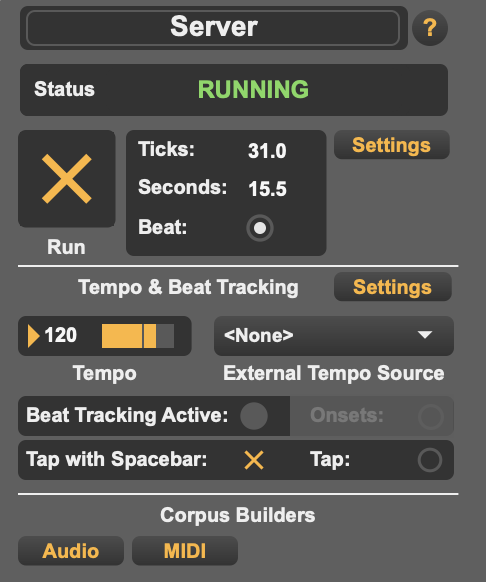 Server
?
Status RUNNING
Ticks: 31.0
Settings
Seconds: 15.5
Beat:
Run
Tempo & Beat Tracking Settings
120 <None>
Tempo External Tempo Source
Beat Tracking Active: Onsets:
Tap with Spacebar: Tap:
Corpus Builders
Audio MIDI